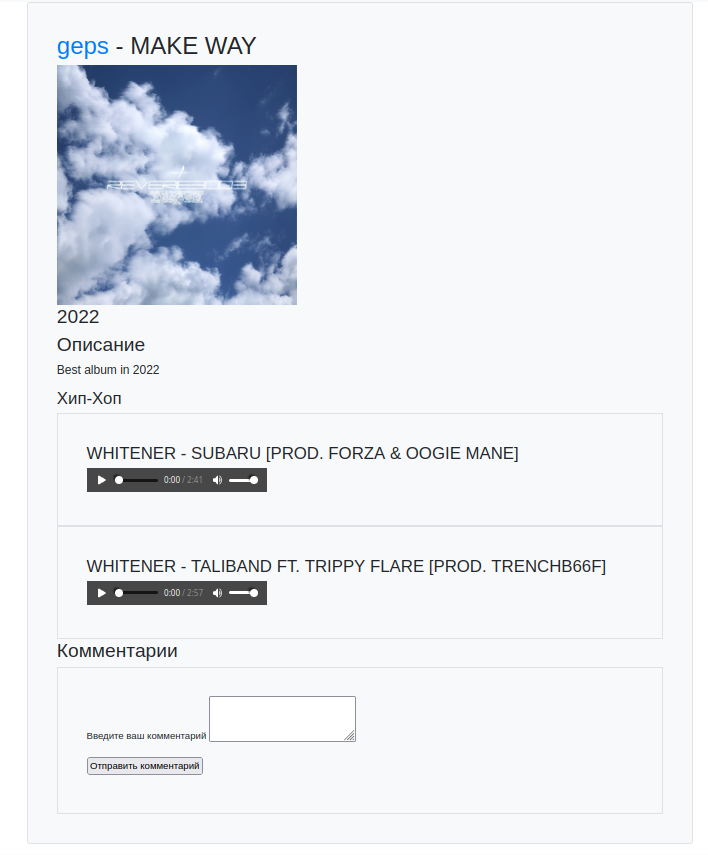 geps - MAKE WAY
2022
Описание
Best album in 2022
Хип-Хоп
WHITENER - SUBARU [PROD. FORZA & OOGIE MANE]
0:00 / 2:41
WHITENER - TALIBAND FT. TRIPPY FLARE [PROD. TRENCHB66F]
0:00 / 2:57
Комментарии
Введите ваш комментарий
Отправить комментарий